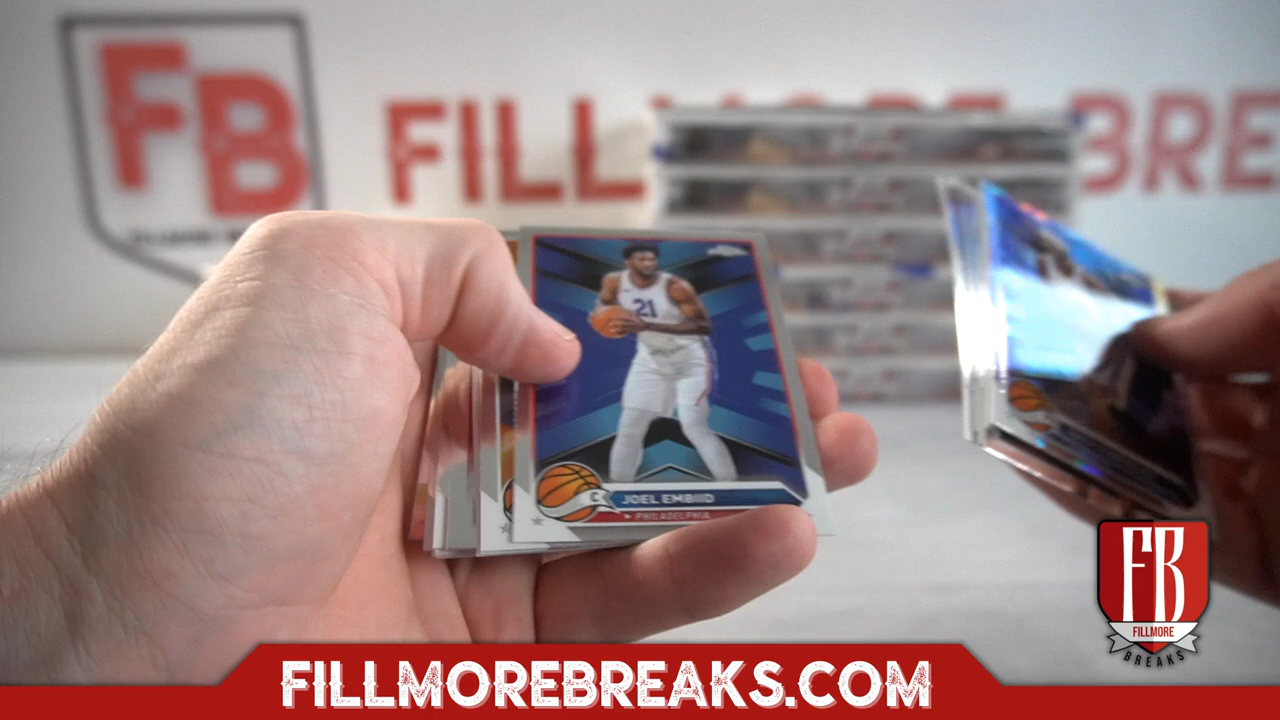 FB
FILL
BRE
21
JOEL EMBIID
PHILADELPHIA
FB
FILLMORE
BREAKS
FILLMOREBREAKS.COM